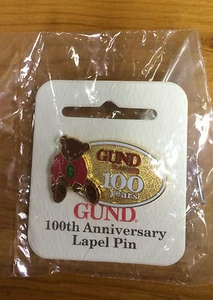 GUND
100
Years
G
GUND
100th Anniversary
Lapel Pin